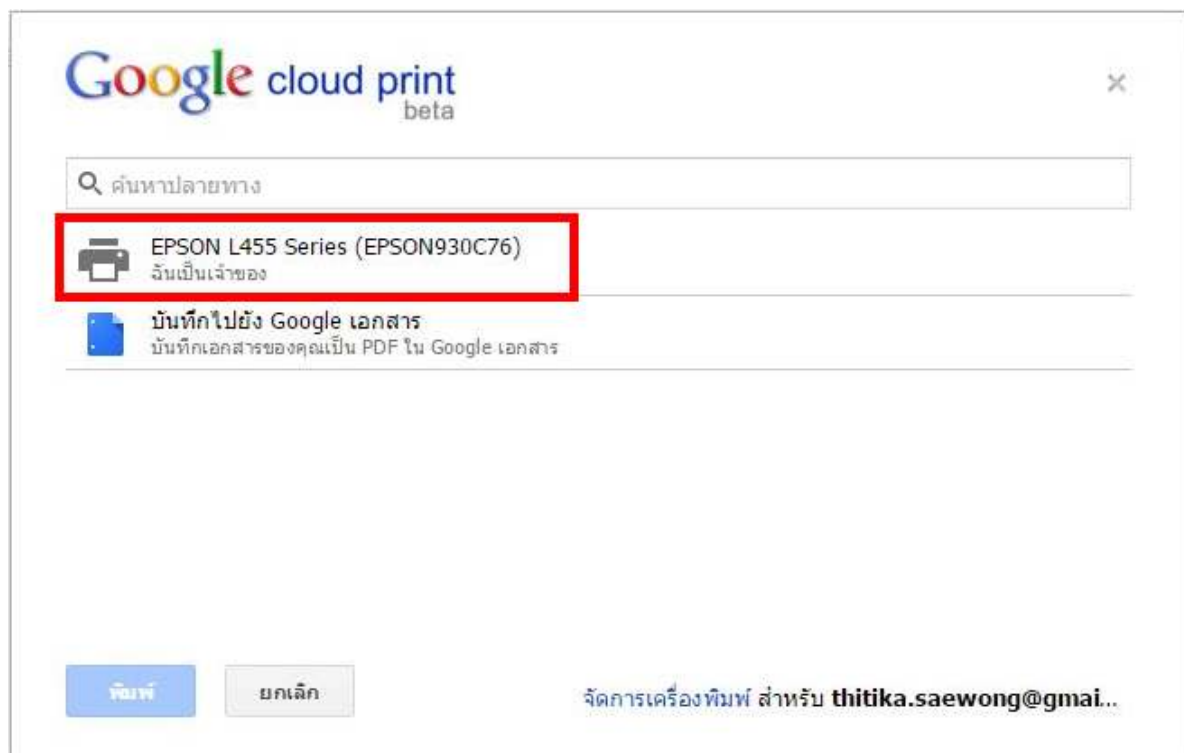 Google cloud print
beta
ค้นหาปลายทาง
EPSON L455 Series (EPSON930C76)
ฉันเป็นเจ้าของ
บันทึกไปยัง Google เอกสาร
บันทึกเอกสารของคุณเป็น PDF ใน Google เอกสาร
พิมพ์ ยกเลิก จัดการเครื่องพิมพ์ สำหรับ thitika.saewong@gmai...